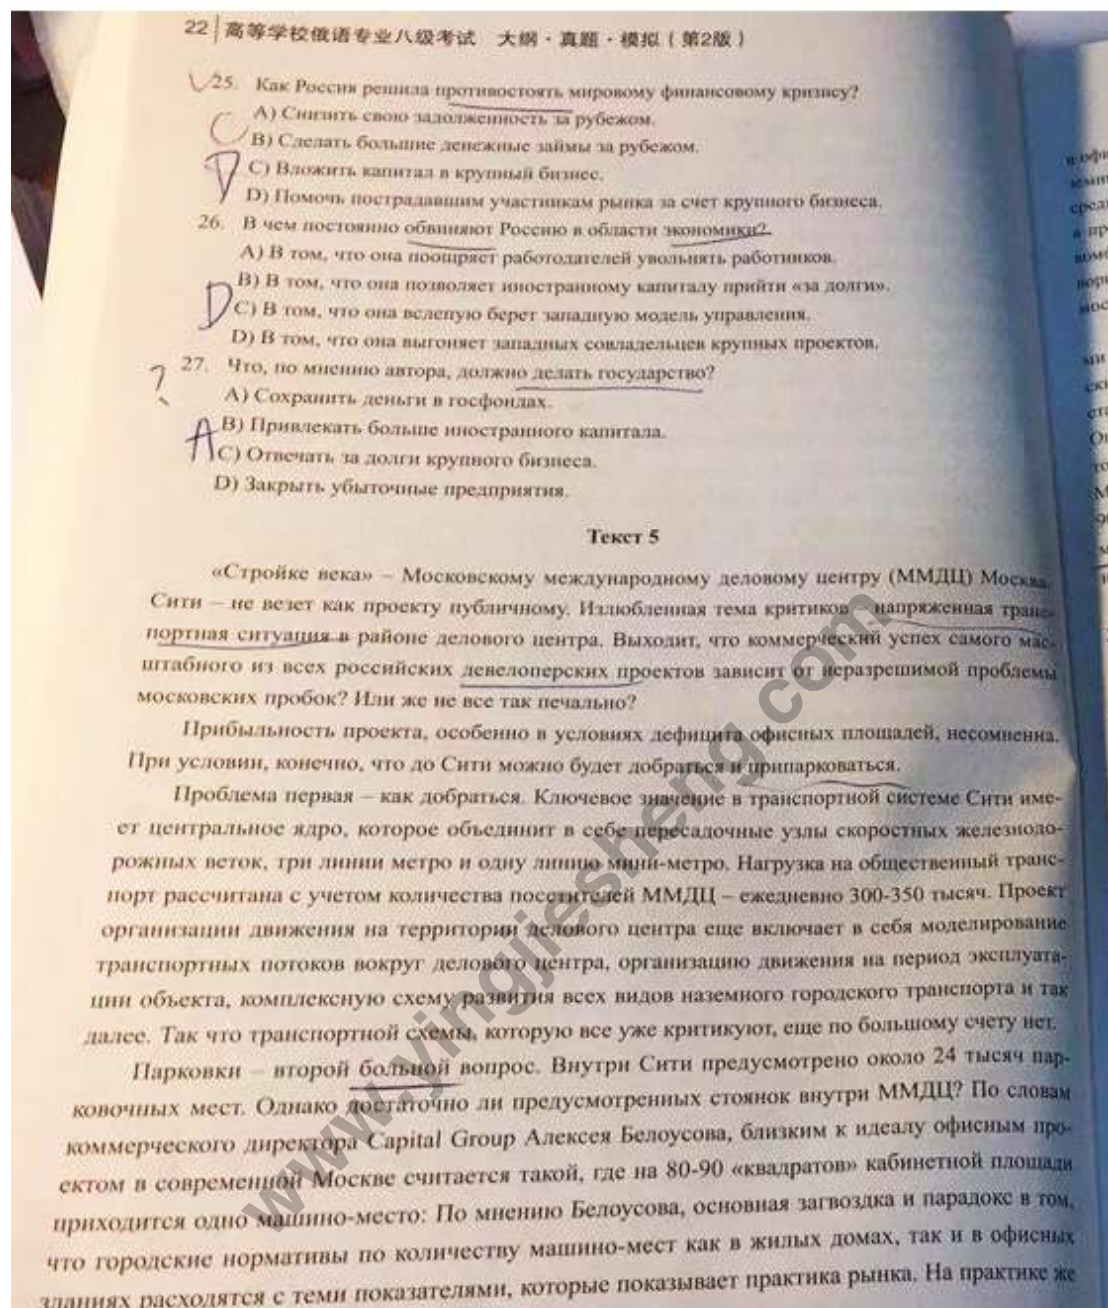 22 | 高等学校俄语专业八级考试 大纲·真题·模拟(第2版)
25. Как Россия решила противостоять мировому финансовому кризису?
A) Снизить свою задолженность за рубежом.
C
B) Сделать большие денежные займы за рубежом.
D
C) Вложить капитал в крупный бизнес.
D) Помочь пострадавшим участникам рынка за счет крупного бизнеса.
26. В чем постоянно обвиняют Россию в области экономики?
A) В том, что она поощряет работодателей увольнять работников.
B) В том, что она позволяет иностранному капиталу прийти «за долги».
D
C) В том, что она вслепую берет западную модель управления.
D) В том, что она выгоняет западных совладельцев крупных проектов.
? 27. Что, по мнению автора, должно делать государство?
A) Сохранить деньги в госфондах.
B) Привлекать больше иностранного капитала.
A
C) Отвечать за долги крупного бизнеса.
D) Закрыть убыточные предприятия.
Текст 5
«Стройке века» – Московскому международному деловому центру (ММДЦ) Москва-
Сити – не везет как проекту публичному. Излюбленная тема критиков – напряженная транс-
портная ситуация в районе делового центра. Выходит, что коммерческий успех самого мас-
штабного из всех российских девелоперских проектов зависит от неразрешимой проблемы
московских пробок? Или же не все так печально?
Прибыльность проекта, особенно в условиях дефицита офисных площадей, несомненна.
При условии, конечно, что до Сити можно будет добраться и припарковаться.
Проблема первая – как добраться. Ключевое значение в транспортной системе Сити име-
ет центральное ядро, которое объединит в себе пересадочные узлы скоростных железнодо-
рожных веток, три линии метро и одну линию мини-метро. Нагрузка на общественный транс-
порт рассчитана с учетом количества посетителей ММДЦ – ежедневно 300-350 тысяч. Проект
организации движения на территории делового центра еще включает в себя моделирование
транспортных потоков вокруг делового центра, организацию движения на период эксплуата-
ции объекта, комплексную схему развития всех видов наземного городского транспорта и так
далее. Так что транспортной схемы, которую все уже критикуют, еще по большому счету нет.
Парковки – второй больной вопрос. Внутри Сити предусмотрено около 24 тысяч пар-
ковочных мест. Однако достаточно ли предусмотренных стоянок внутри ММДЦ? По словам
коммерческого директора Capital Group Алексея Белоусова, близким к идеалу офисным про-
ектом в современной Москве считается такой, где на 80-90 «квадратов» кабинетной площади
приходится одно машино-место: По мнению Белоусова, основная загвоздка и парадокс в том,
что городские нормативы по количеству машино-мест как в жилых домах, так и в офисных
зданиях расходятся с теми показателями, которые показывает практика рынка. На практике же
www.yingjiesheng.com